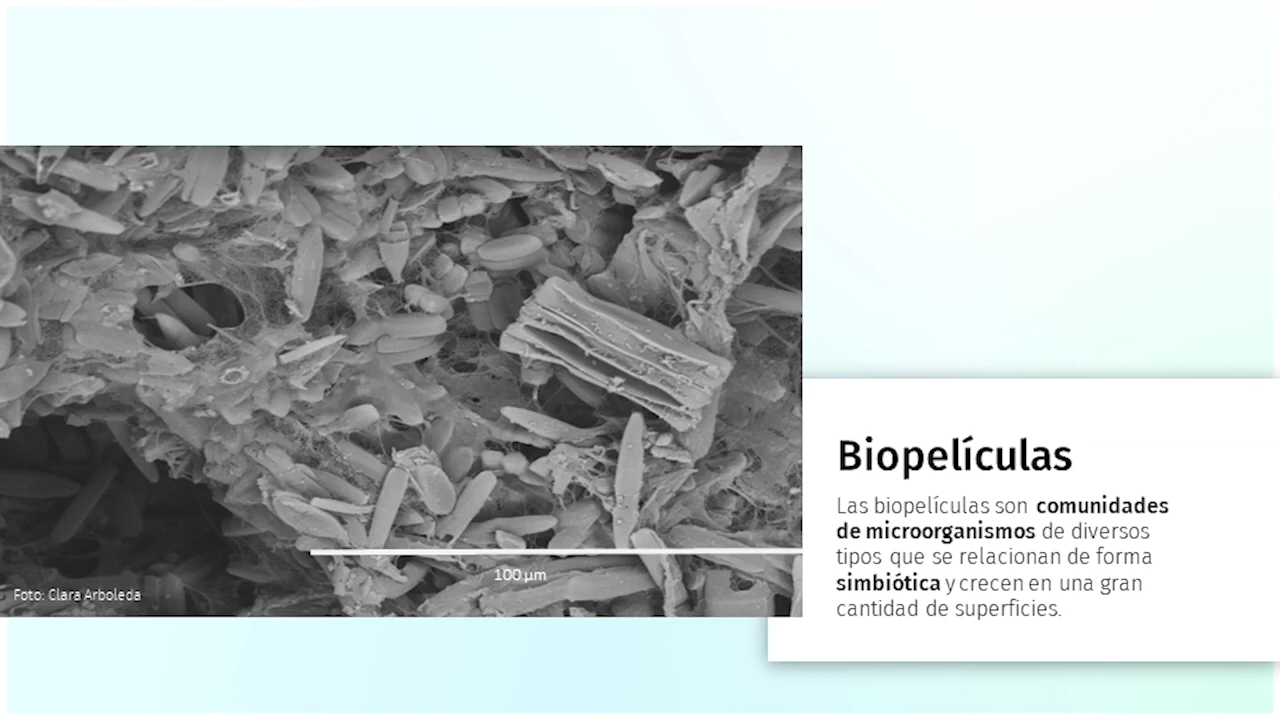 100 µm
Foto: Clara Arboleda
Biopelículas
Las biopelículas son comunidades
de microorganismos de diversos
tipos que se relacionan de forma
simbiótica y crecen en una gran
cantidad de superficies.